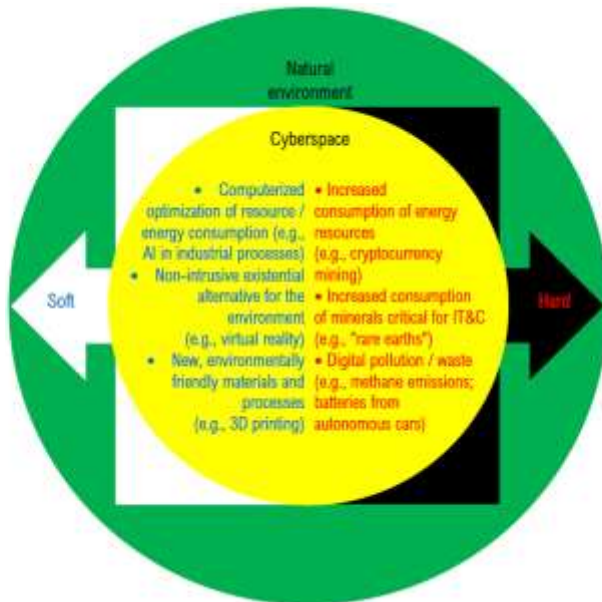 Natural
environment
Cyberspace
• Computerized
optimization of resource /
energy consumption (e.g.,
AI in industrial processes)
• Non-intrusive existential
alternative for the
environment
(e.g., virtual reality)
• New, environmentally
friendly materials and
processes
(e.g., 3D printing)
• Increased
consumption of energy
resources
(e.g., cryptocurrency
mining)
• Increased consumption
of minerals critical for IT&C
(e.g., "rare earths")
• Digital pollution / waste
(e.g., methane emissions;
batteries from
autonomous cars)
Soft
Hard